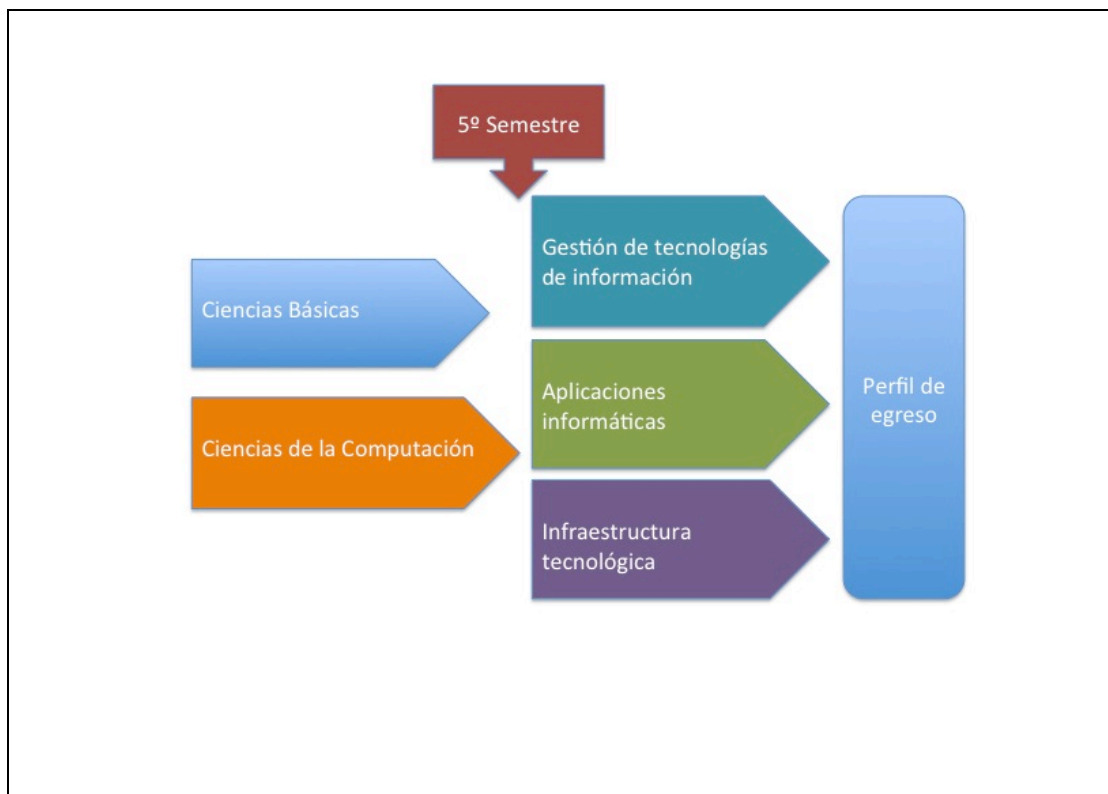 5º Semestre
Gestión de tecnologías
de información
Ciencias Básicas
Aplicaciones
informáticas
Perfil de
egreso
Ciencias de la Computación
Infraestructura
tecnológica